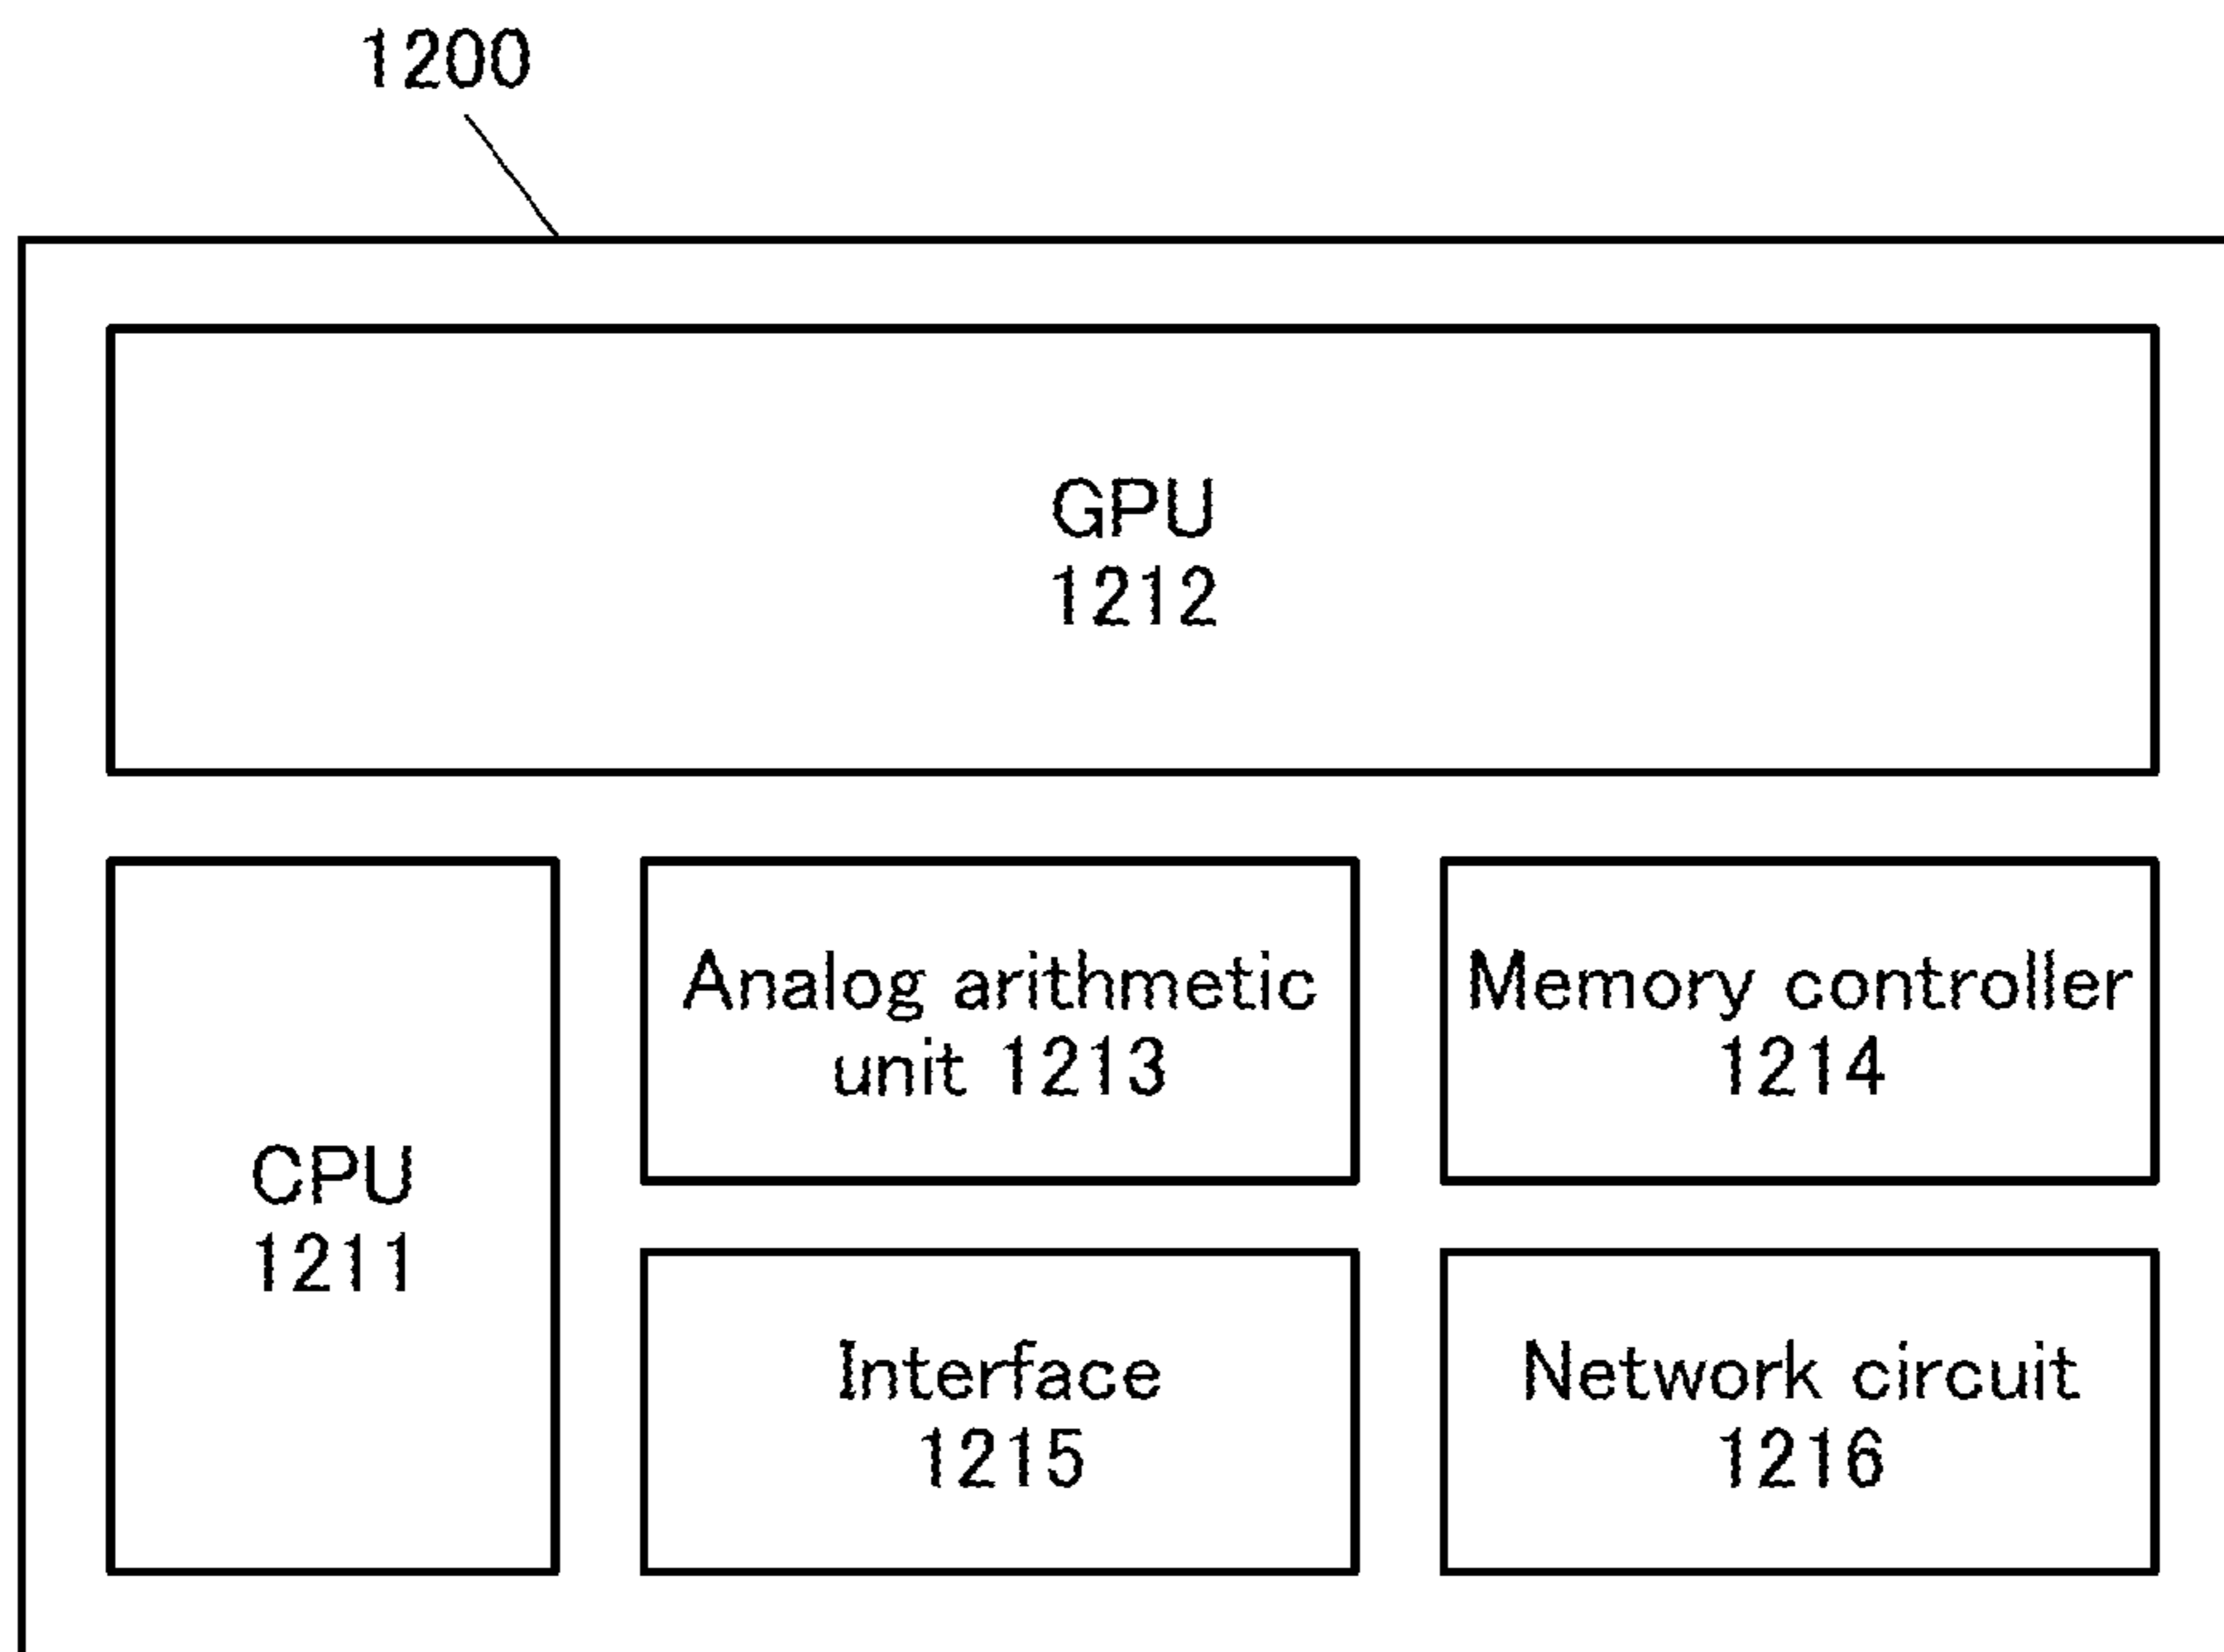 1200
GPU
1212
CPU
1211
Analog arithmetic
unit 1213
Memory controller
1214
Interface
1215
Network circuit
1216